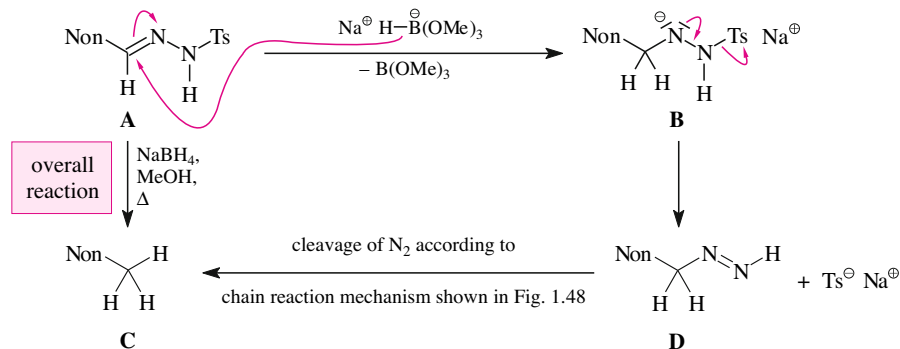 Non N Ts
N
H H
A
Na⊕ H–B⊖(OMe)3
– B(OMe)3
⊖
Non N Ts Na⊕
N
H H H
B
overall
reaction
NaBH4,
MeOH,
Δ
Non H
H H
C
cleavage of N2 according to
chain reaction mechanism shown in Fig. 1.48
Non N H
N
H H
D
+ Ts⊖ Na⊕